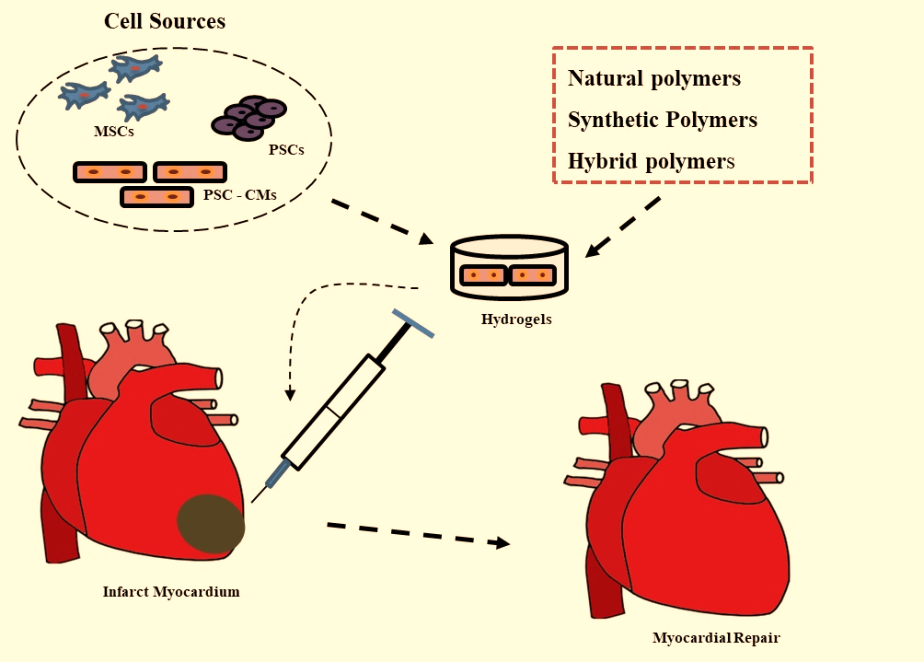 Cell Sources
MSCs
PSCs
PSC - CMs
Natural polymers
Synthetic Polymers
Hybrid polymers
Hydrogels
Infarct Myocardium
Myocardial Repair